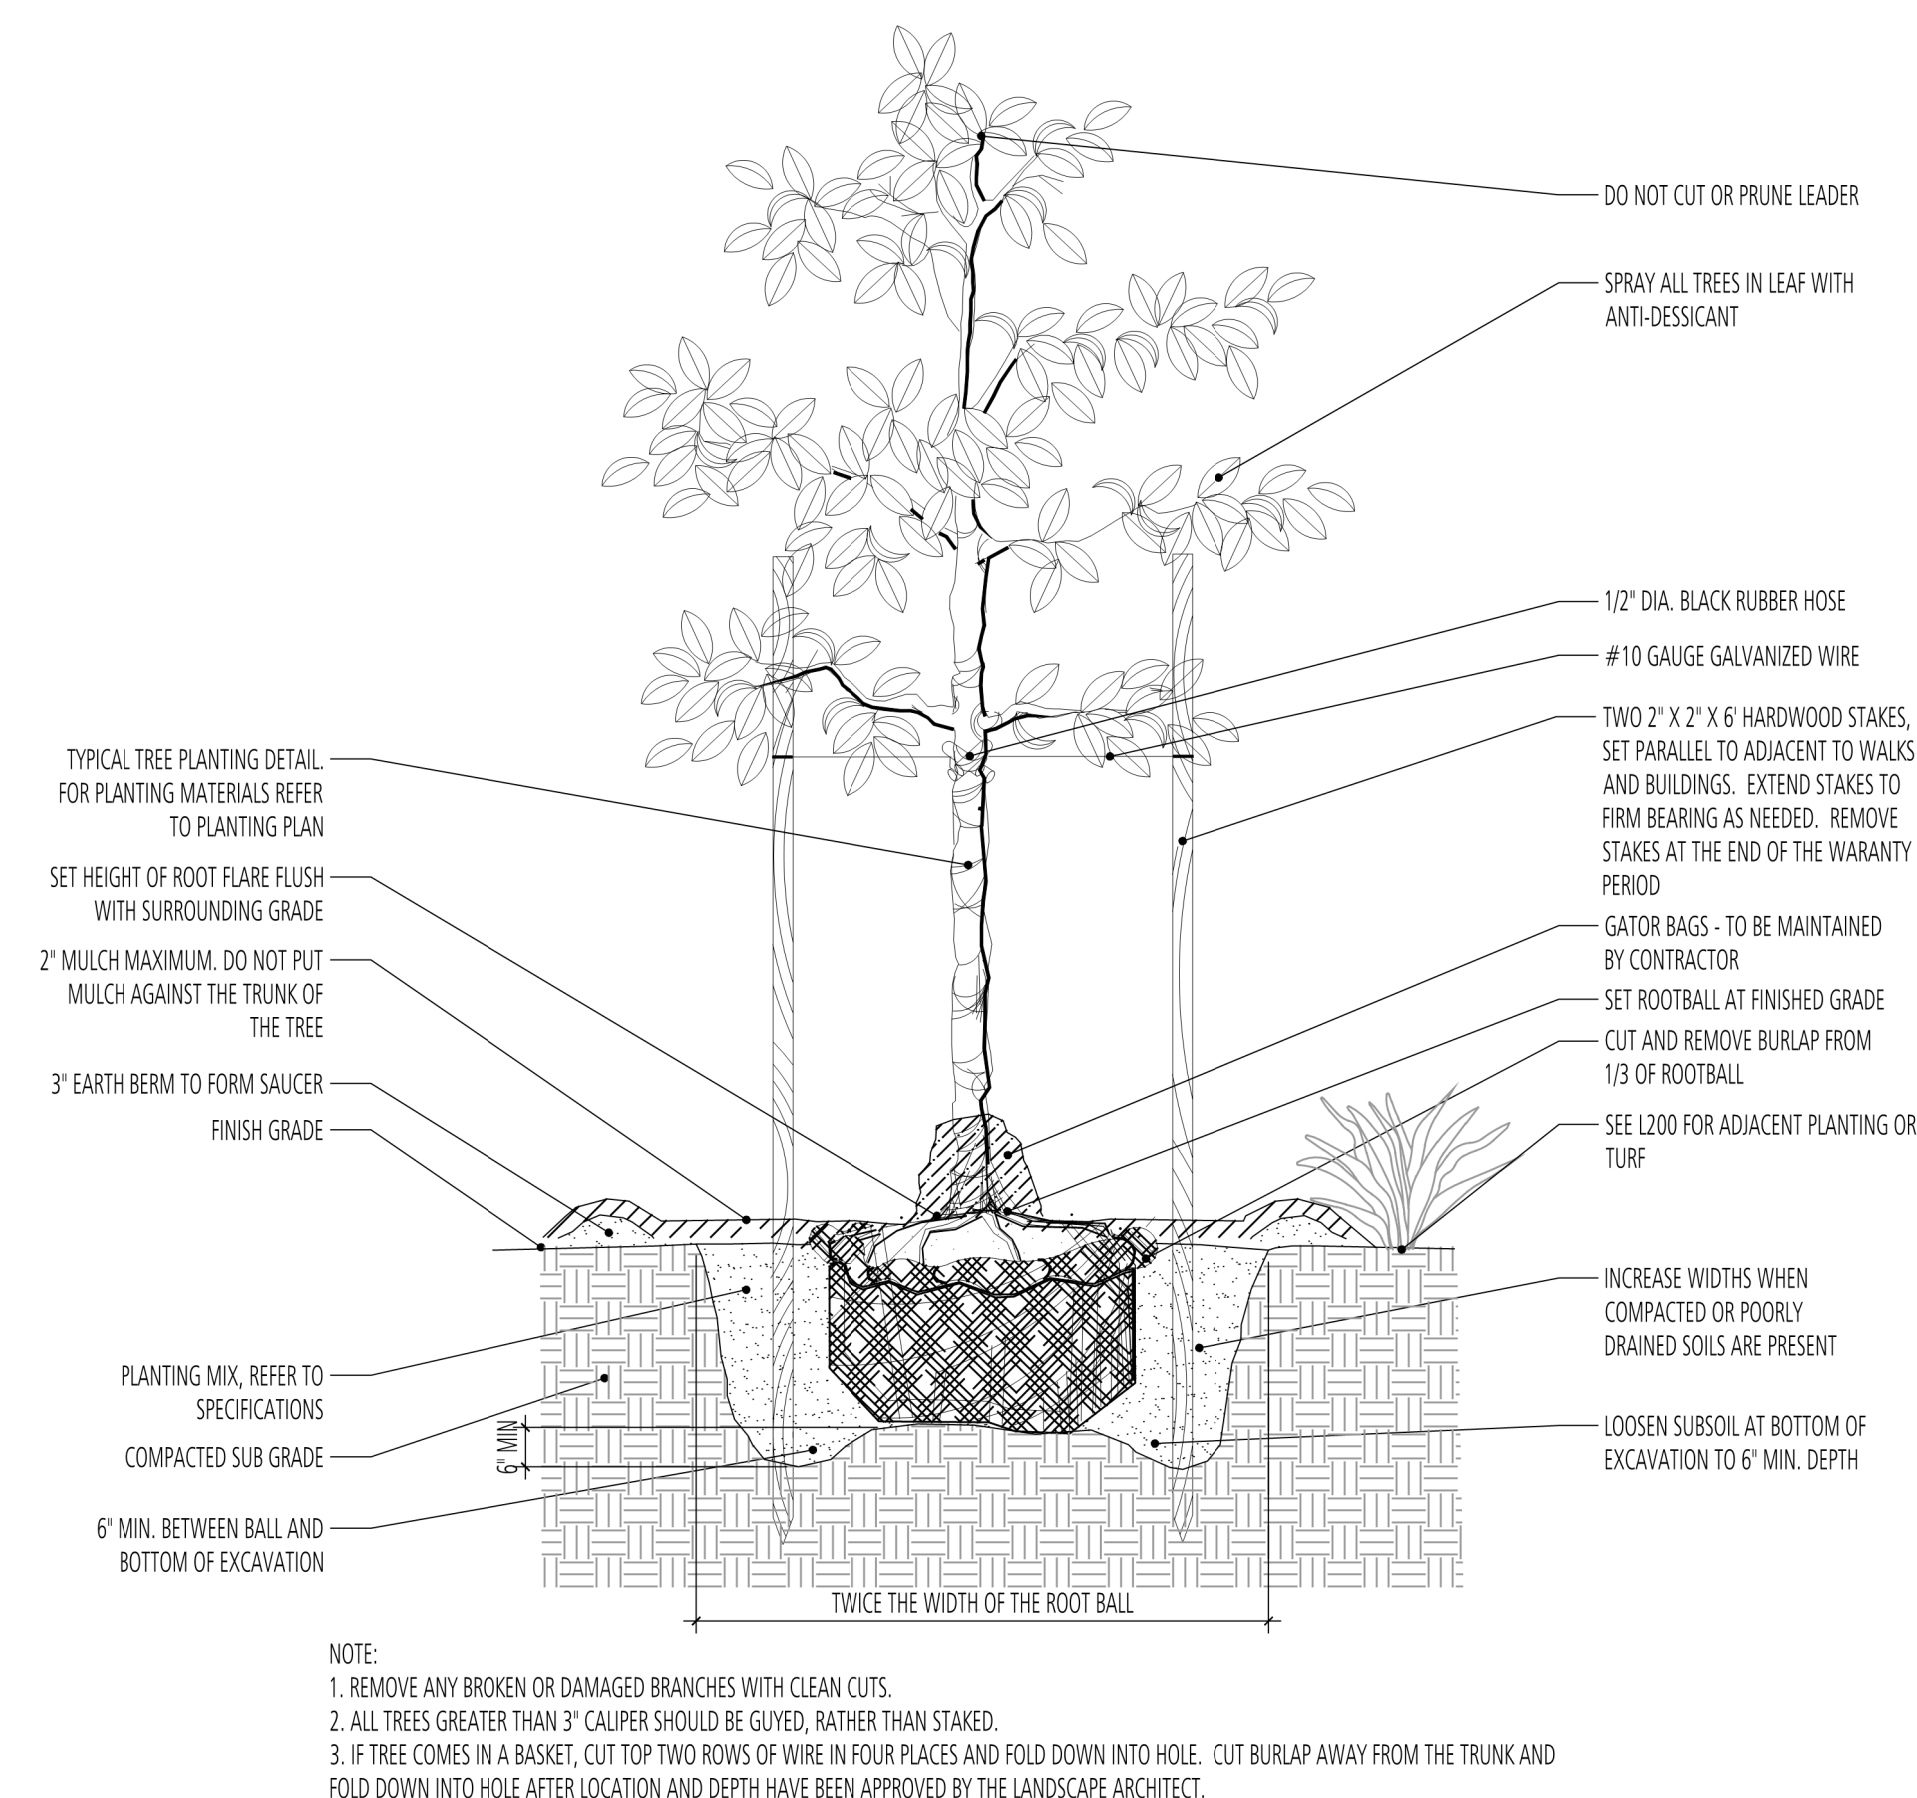 DO NOT CUT OR PRUNE LEADER
SPRAY ALL TREES IN LEAF WITH
ANTI-DESSICANT
1/2" DIA. BLACK RUBBER HOSE
#10 GAUGE GALVANIZED WIRE
TWO 2" X 2" X 6' HARDWOOD STAKES,
SET PARALLEL TO ADJACENT TO WALKS
AND BUILDINGS. EXTEND STAKES TO
FIRM BEARING AS NEEDED. REMOVE
STAKES AT THE END OF THE WARANTY
PERIOD
GATOR BAGS - TO BE MAINTAINED
BY CONTRACTOR
SET ROOTBALL AT FINISHED GRADE
CUT AND REMOVE BURLAP FROM
1/3 OF ROOTBALL
SEE L200 FOR ADJACENT PLANTING OR
TURF
INCREASE WIDTHS WHEN
COMPACTED OR POORLY
DRAINED SOILS ARE PRESENT
LOOSEN SUBSOIL AT BOTTOM OF
EXCAVATION TO 6" MIN. DEPTH
TYPICAL TREE PLANTING DETAIL.
FOR PLANTING MATERIALS REFER
TO PLANTING PLAN
SET HEIGHT OF ROOT FLARE FLUSH
WITH SURROUNDING GRADE
2" MULCH MAXIMUM. DO NOT PUT
MULCH AGAINST THE TRUNK OF
THE TREE
3" EARTH BERM TO FORM SAUCER
FINISH GRADE
PLANTING MIX, REFER TO
SPECIFICATIONS
COMPACTED SUB GRADE
6" MIN. BETWEEN BALL AND
BOTTOM OF EXCAVATION
6" MIN
TWICE THE WIDTH OF THE ROOT BALL
NOTE:
1. REMOVE ANY BROKEN OR DAMAGED BRANCHES WITH CLEAN CUTS.
2. ALL TREES GREATER THAN 3" CALIPER SHOULD BE GUYED, RATHER THAN STAKED.
3. IF TREE COMES IN A BASKET, CUT TOP TWO ROWS OF WIRE IN FOUR PLACES AND FOLD DOWN INTO HOLE. CUT BURLAP AWAY FROM THE TRUNK AND
FOLD DOWN INTO HOLE AFTER LOCATION AND DEPTH HAVE BEEN APPROVED BY THE LANDSCAPE ARCHITECT.